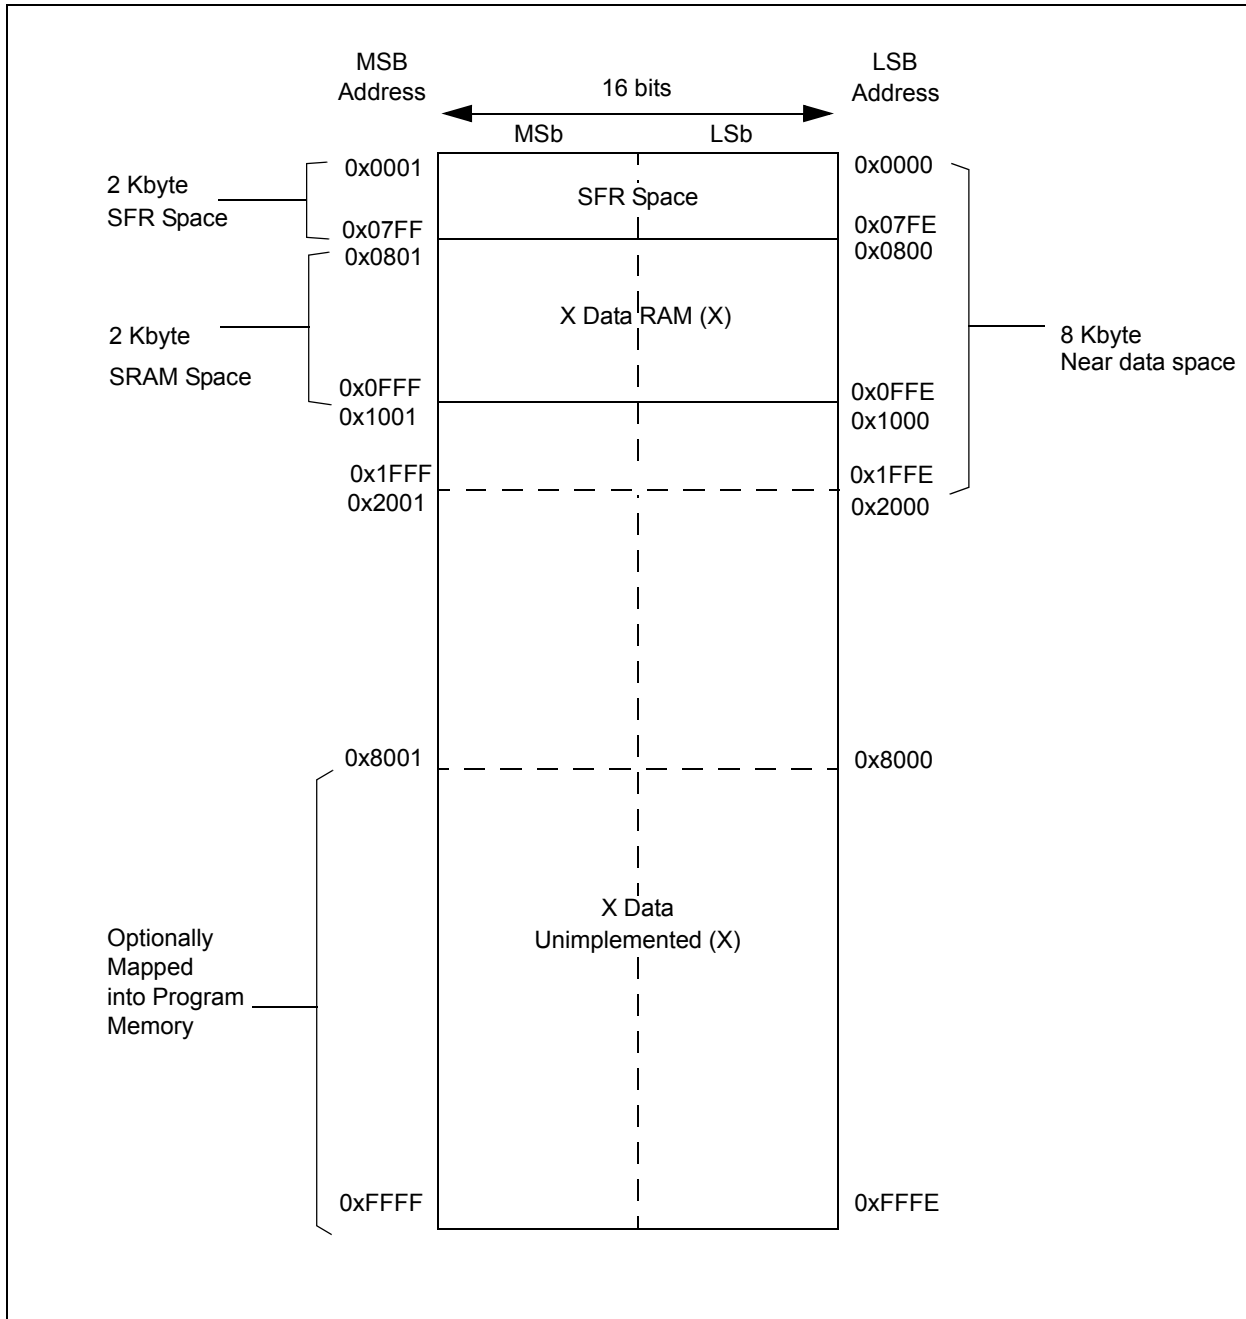 MSB
Address
LSB
Address
16 bits
MSb
LSb
0x0001
0x0000
2 Kbyte
SFR Space
SFR Space
0x07FF
0x07FE
0x0801
0x0800
X Data RAM (X)
2 Kbyte
SRAM Space
8 Kbyte
Near data space
0x0FFF
0x0FFE
0x1001
0x1000
0x1FFF
0x1FFE
0x2001
0x2000
0x8001
0x8000
X Data
Unimplemented (X)
Optionally
Mapped
into Program
Memory
0xFFFF
0xFFFE